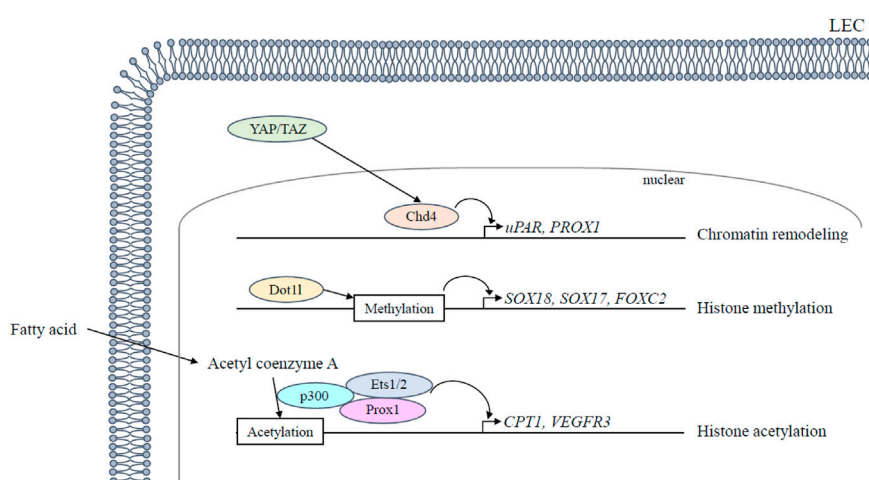 LEC
YAP/TAZ
nuclear
Chd4
uPAR, PROX1
Chromatin remodeling
Dot1l
Methylation
SOX18, SOX17, FOXC2
Histone methylation
Fatty acid
Acetyl coenzyme A
p300
Ets1/2
Prox1
Acetylation
CPT1, VEGFR3
Histone acetylation